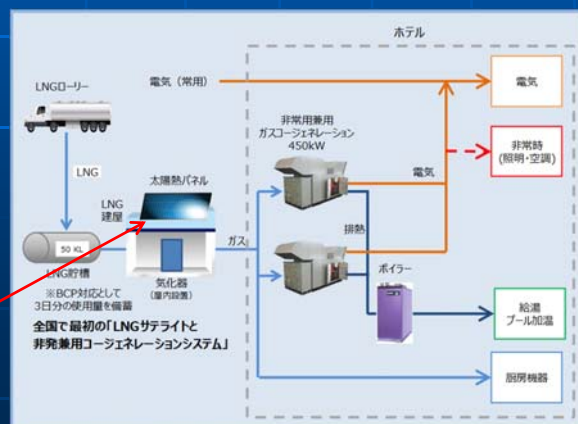 ホテル
LNGローリー
電気（常用）
電気
非常用兼用
ガスコージェネレーション
450kW
非常時
(照明・空調)
電気
LNG
太陽熱パネル
LNG
建屋
ガス
排熱
50 KL
LNG貯槽
気化器
(屋内設置)
ボイラー
給湯
プール加温
※BCP対応として
3日分の使用量を備蓄
全国で最初の「LNGサテライトと
非発兼用コージェネレーションシステム」
厨房機器